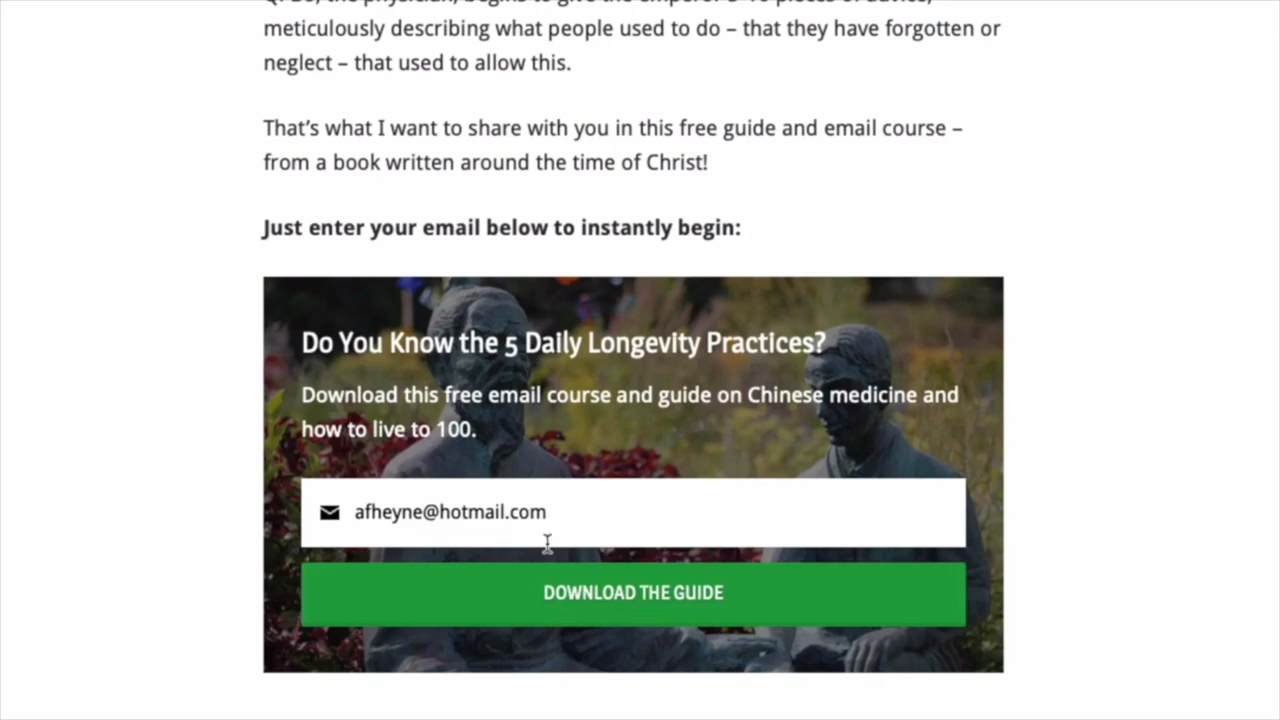 meticulously describing what people used to do – that they have forgotten or
neglect – that used to allow this.
That’s what I want to share with you in this free guide and email course –
from a book written around the time of Christ!
Just enter your email below to instantly begin:
Do You Know the 5 Daily Longevity Practices?
Download this free email course and guide on Chinese medicine and
how to live to 100.
afheyne@hotmail.com
DOWNLOAD THE GUIDE